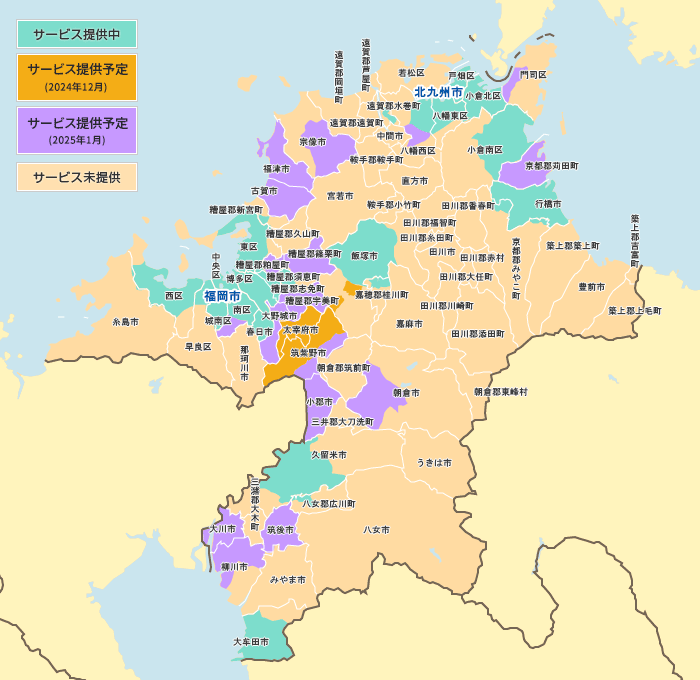 サービス提供中
サービス提供予定
(2024年12月)
サービス提供予定
(2025年1月)
サービス未提供
遠賀郡岡垣町
遠賀郡芦屋町
若松区
戸畑区
門司区
北九州市
小倉北区
遠賀郡水巻町
八幡東区
遠賀郡遠賀町
中間市
宗像市
八幡西区
小倉南区
鞍手郡鞍手町
福津市
京都郡苅田町
直方市
古賀市
宮若市
鞍手郡小竹町
田川郡香春町
行橋市
糟屋郡新宮町
築上郡吉富町
田川郡福智町
糟屋郡久山町
田川郡糸田町
京都郡みやこ町
東区
築上郡築上町
中央区
糟屋郡篠栗町
飯塚市
田川市
田川郡赤村
糟屋郡粕屋町
博多区
糟屋郡須恵町
田川郡大任町
糟屋郡志免町
豊前市
西区
福岡市
嘉穂郡桂川町
糟屋郡宇美町
田川郡川崎町
南区
築上郡上毛町
大野城市
糸島市
城南区
嘉麻市
春日市
太宰府市
田川郡添田町
早良区
那珂川市
筑紫野市
朝倉郡筑前町
朝倉市
朝倉郡東峰村
小郡市
三井郡大刀洗町
久留米市
うきは市
三潴郡大木町
八女郡広川町
大川市
筑後市
八女市
柳川市
みやま市
大牟田市